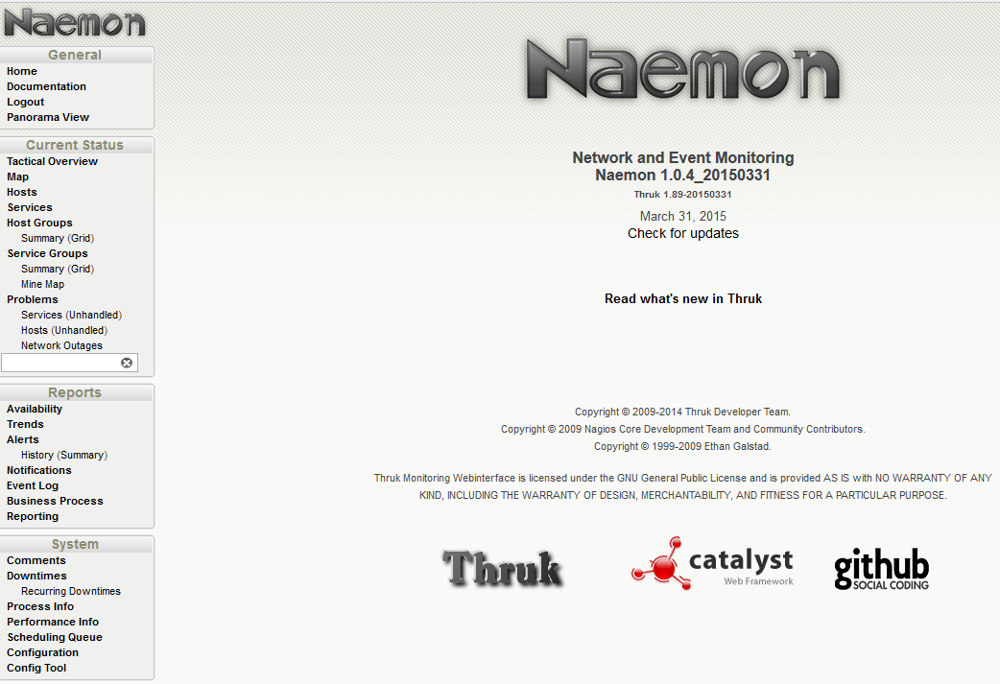 Naemon
General
Home
Documentation
Logout
Panorama View
Current Status
Tactical Overview
Map
Hosts
Services
Host Groups
Summary (Grid)
Service Groups
Summary (Grid)
Mine Map
Problems
Services (Unhandled)
Hosts (Unhandled)
Network Outages
Reports
Availability
Trends
Alerts
History (Summary)
Notifications
Event Log
Business Process
Reporting
System
Comments
Downtimes
Recurring Downtimes
Process Info
Performance Info
Scheduling Queue
Configuration
Config Tool
Naemon
Network and Event Monitoring
Naemon 1.0.4_20150331
Thruk 1.89-20150331
March 31, 2015
Check for updates
Read what's new in Thruk
Copyright © 2009-2014 Thruk Developer Team.
Copyright © 2009 Nagios Core Development Team and Community Contributors.
Copyright © 1999-2009 Ethan Galstad.
Thruk Monitoring Webinterface is licensed under the GNU General Public License and is provided AS IS with NO WARRANTY OF ANY
KIND, INCLUDING THE WARRANTY OF DESIGN, MERCHANTABILITY, AND FITNESS FOR A PARTICULAR PURPOSE.
Thruk
catalyst
Web Framework
github
SOCIAL CODING